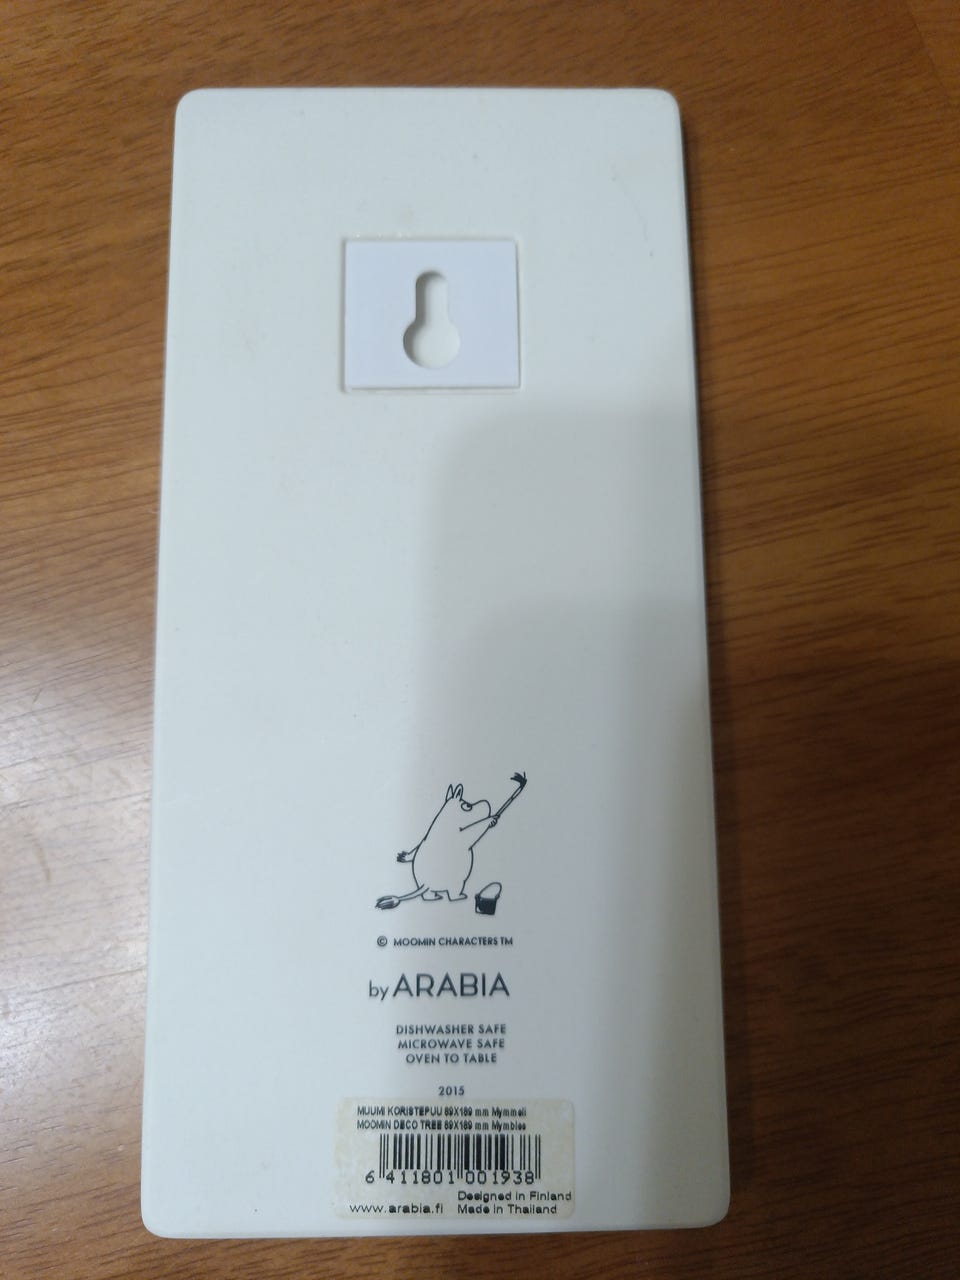 © MOOMIN CHARACTERS TM
by ARABIA
DISHWASHER SAFE
MICROWAVE SAFE
OVEN TO TABLE
2015
MUUMI KORISTEPUU 89X189 mm Mymmeli
MOOMIN DECO TREE 89X189 mm Mymbles
6 411801 001938
Designed in Finland
www.arabia.fi Made in Thailand